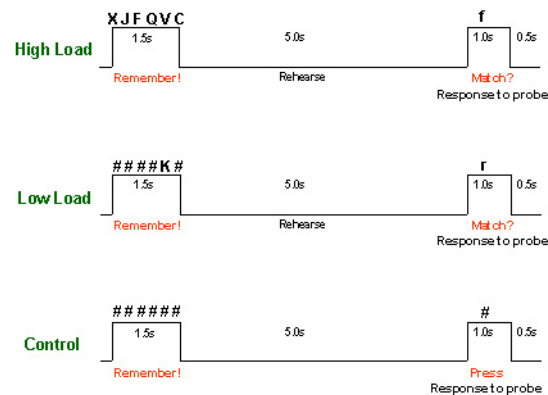 X J F Q V C f
High Load 1.5s 5.0s 1.0s 0.5s
Remember! Rehearse Match?
Response to probe
# # # # K # r
Low Load 1.5s 5.0s 1.0s 0.5s
Remember! Rehearse Match?
Response to probe
# # # # # # #
Control 1.5s 5.0s 1.0s 0.5s
Remember! Press
Response to probe